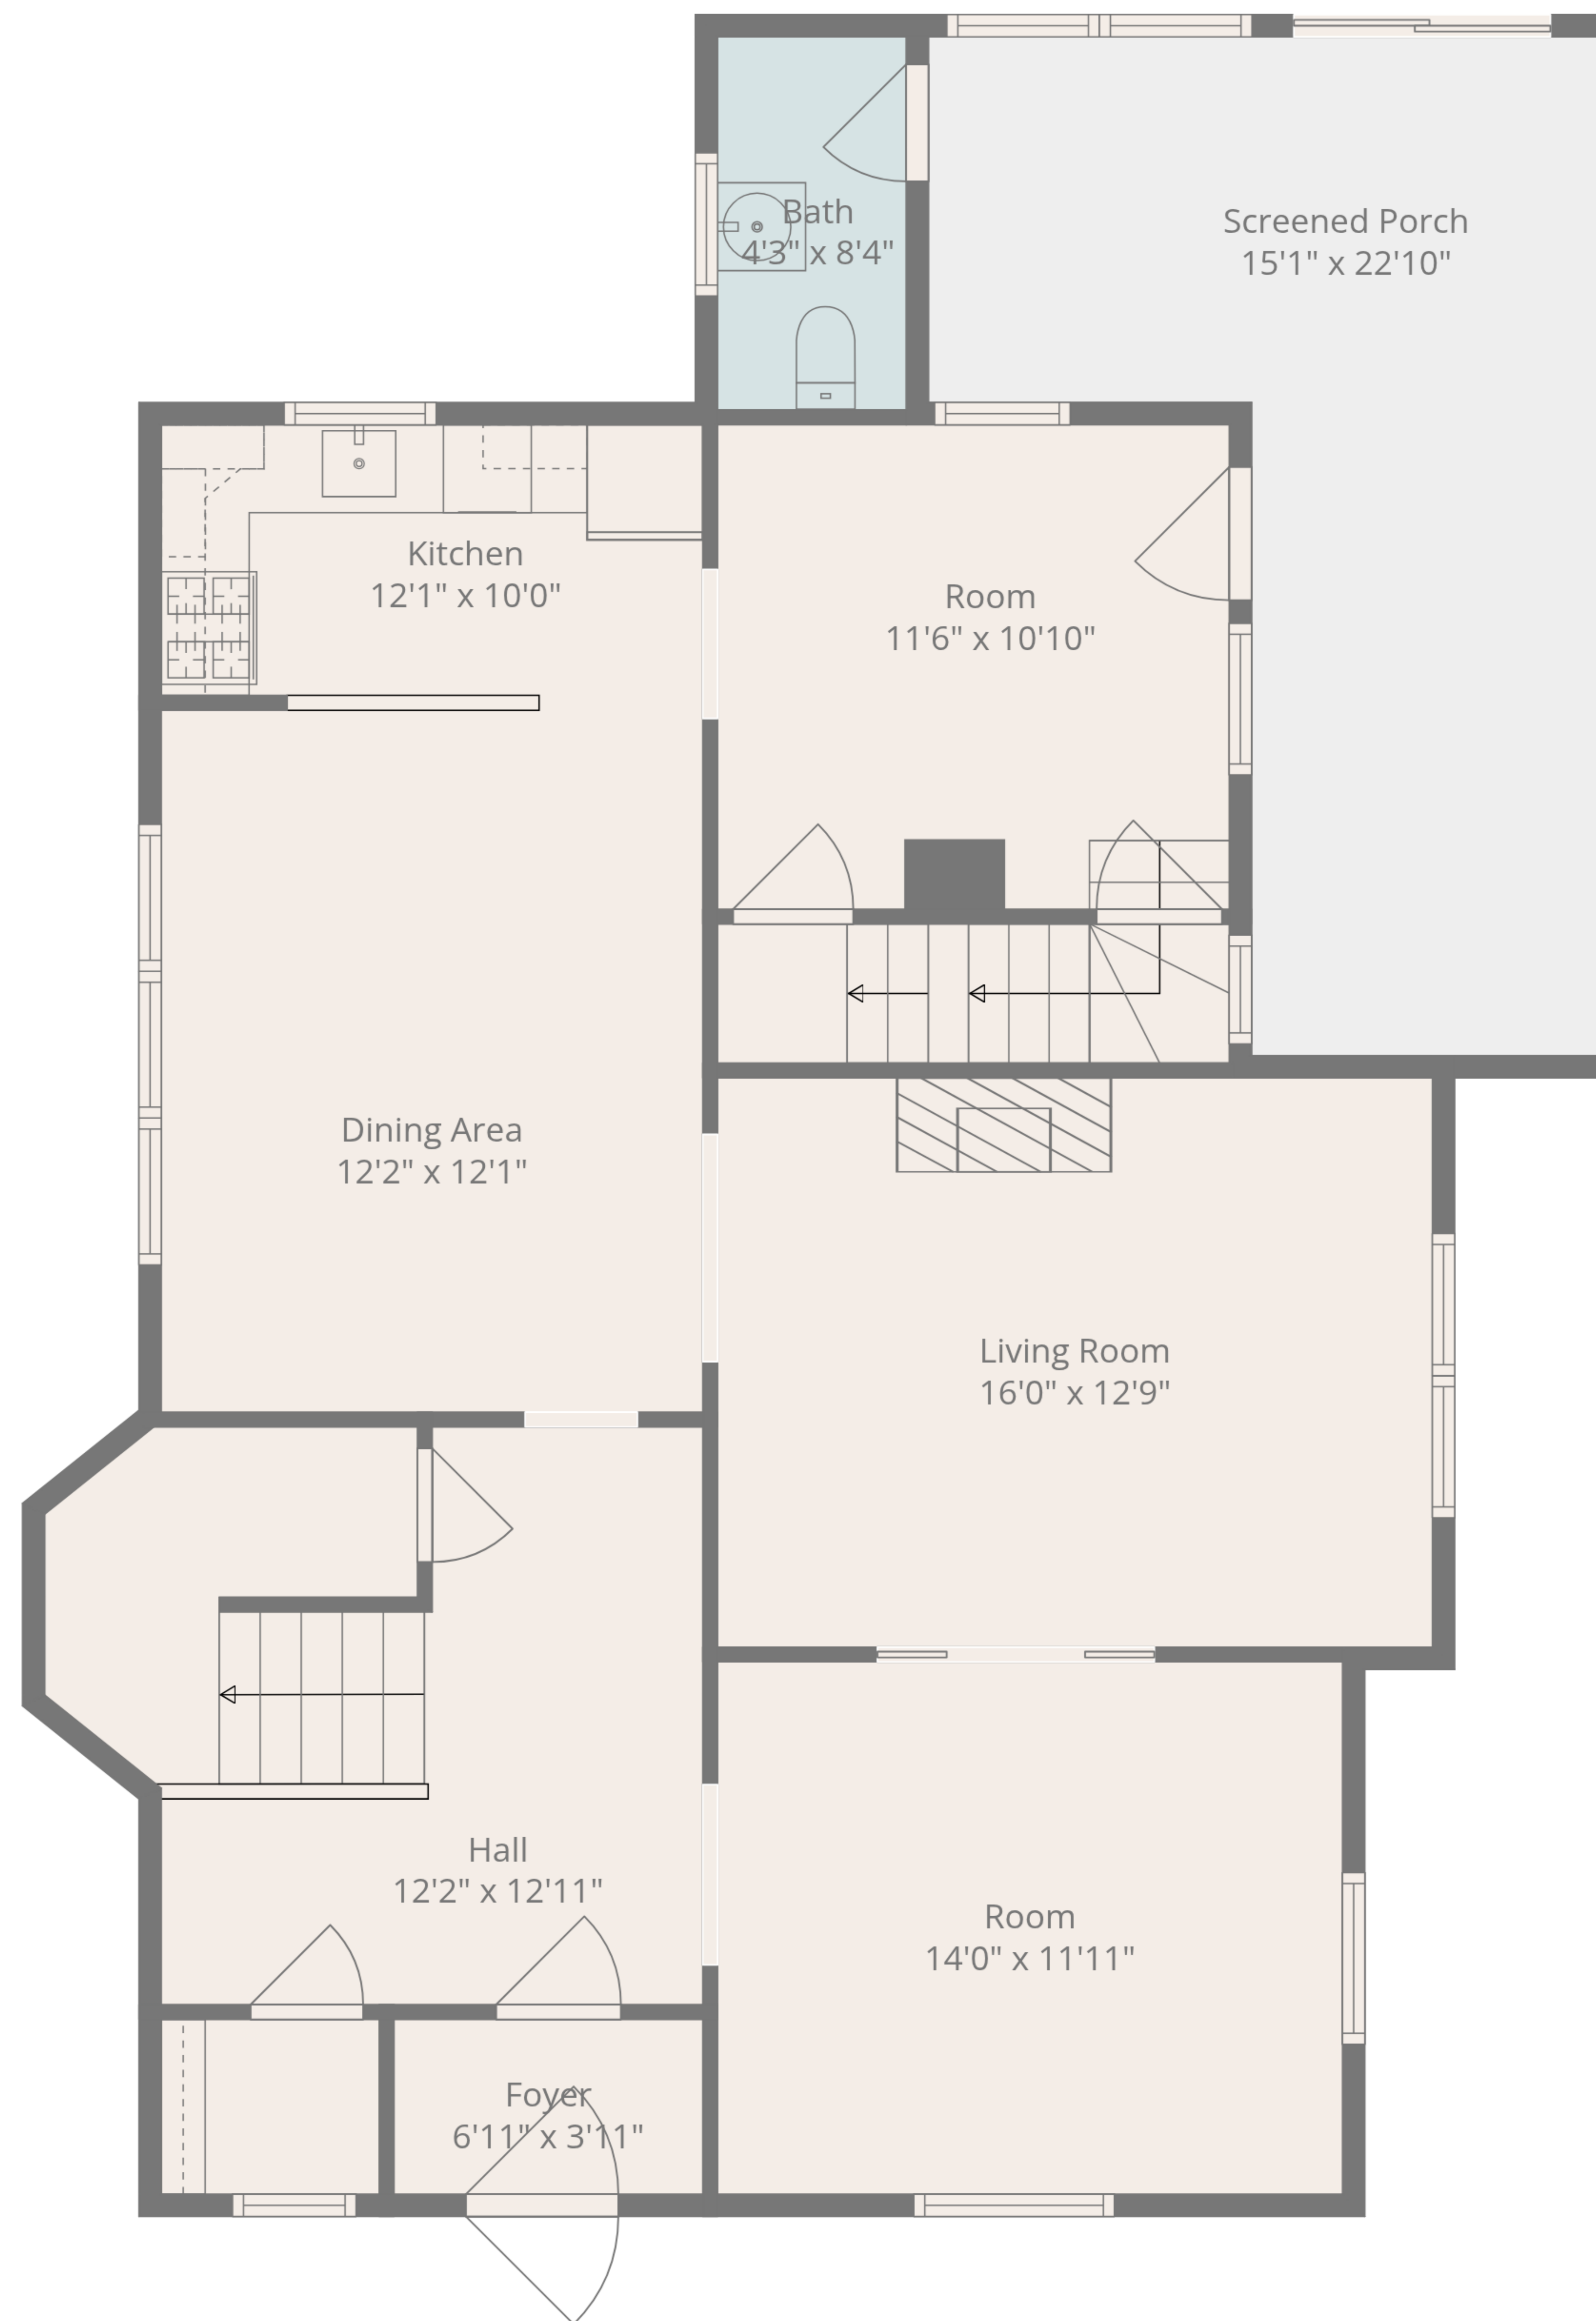 Bath
4'3" x 8'4"
Screened Porch
15'1" x 22'10"
Kitchen
12'1" x 10'0"
Room
11'6" x 10'10"
Dining Area
12'2" x 12'1"
Living Room
16'0" x 12'9"
Hall
12'2" x 12'11"
Room
14'0" x 11'11"
Foyer
6'11" x 3'11"